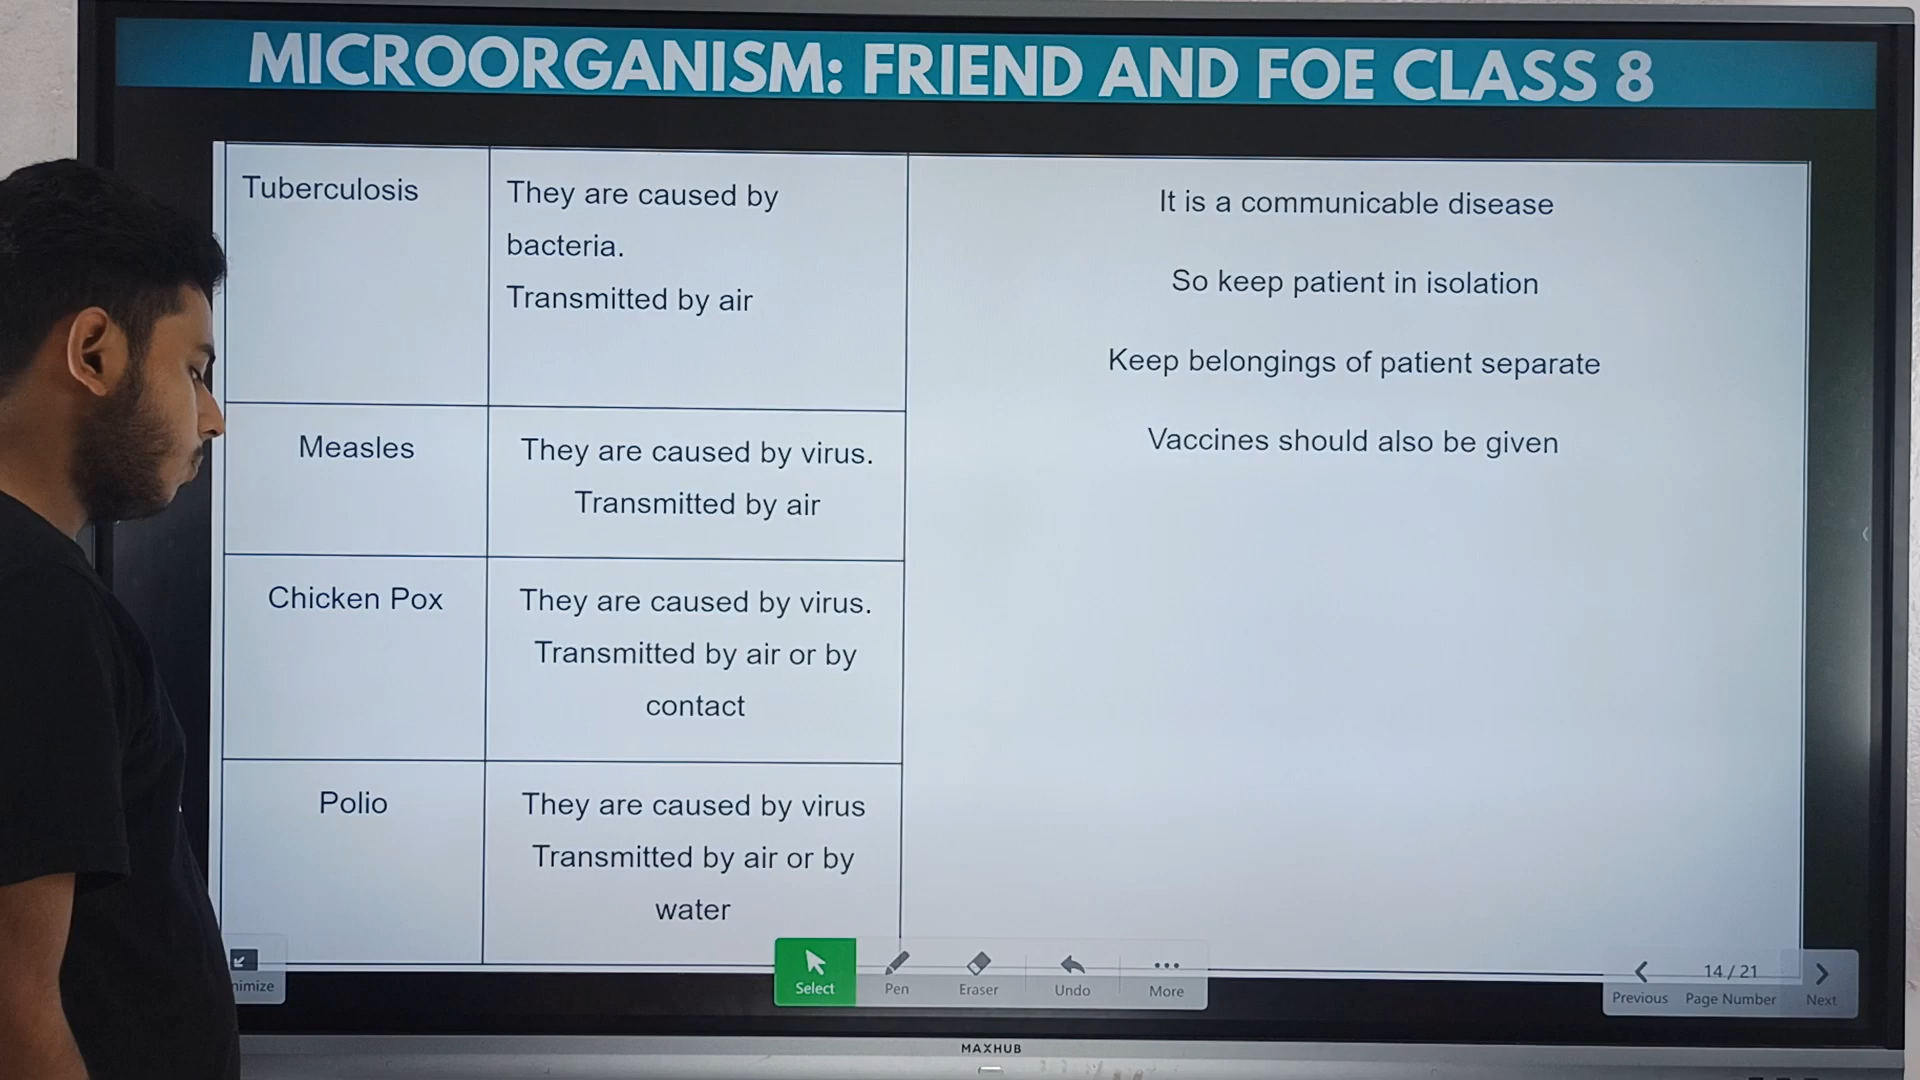 MICROORGANISM: FRIEND AND FOE CLASS 8
Tuberculosis
They are caused by
bacteria.
Transmitted by air
It is a communicable disease
So keep patient in isolation
Keep belongings of patient separate
Vaccines should also be given
Measles
They are caused by virus.
Transmitted by air
Chicken Pox
They are caused by virus.
Transmitted by air or by
contact
Polio
They are caused by virus
Transmitted by air or by
water
nimize
Select
Pen
Eraser
Undo
More
14 / 21
Previous
Page Number
Next
MAXHUB